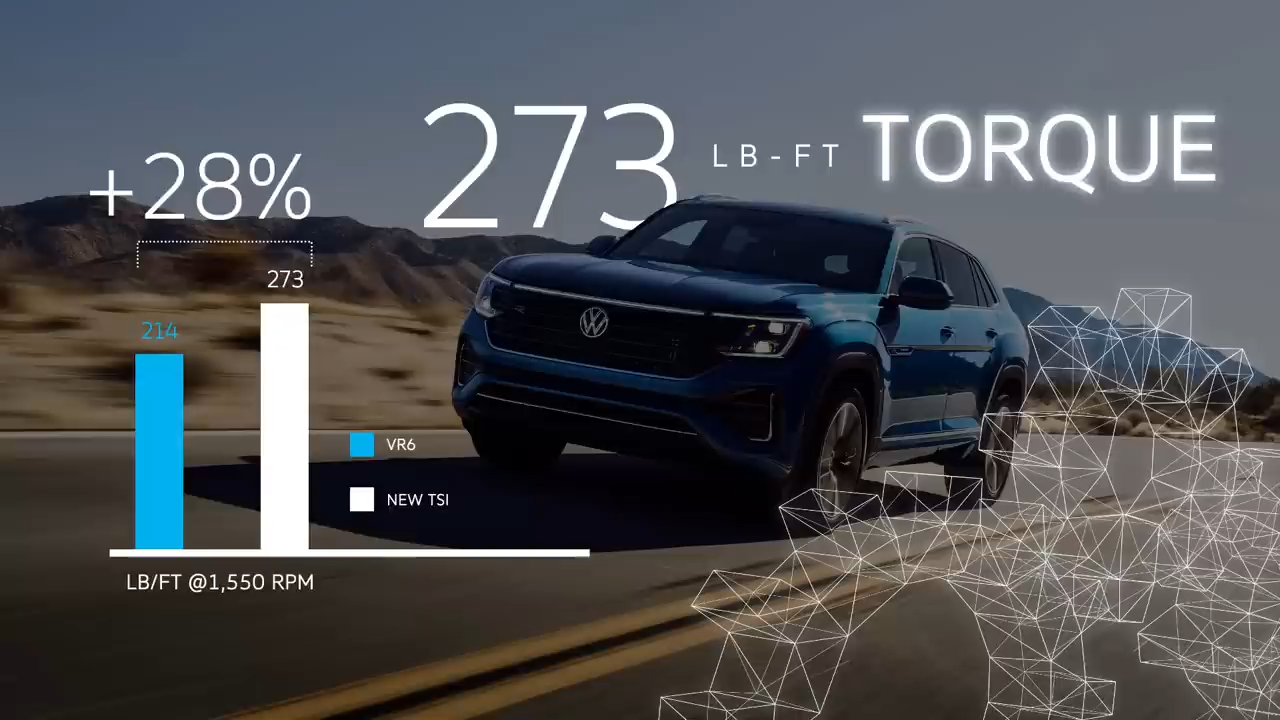 273 LB-FT TORQUE
+28%
273
214
VR6
NEW TSI
LB/FT @1,550 RPM